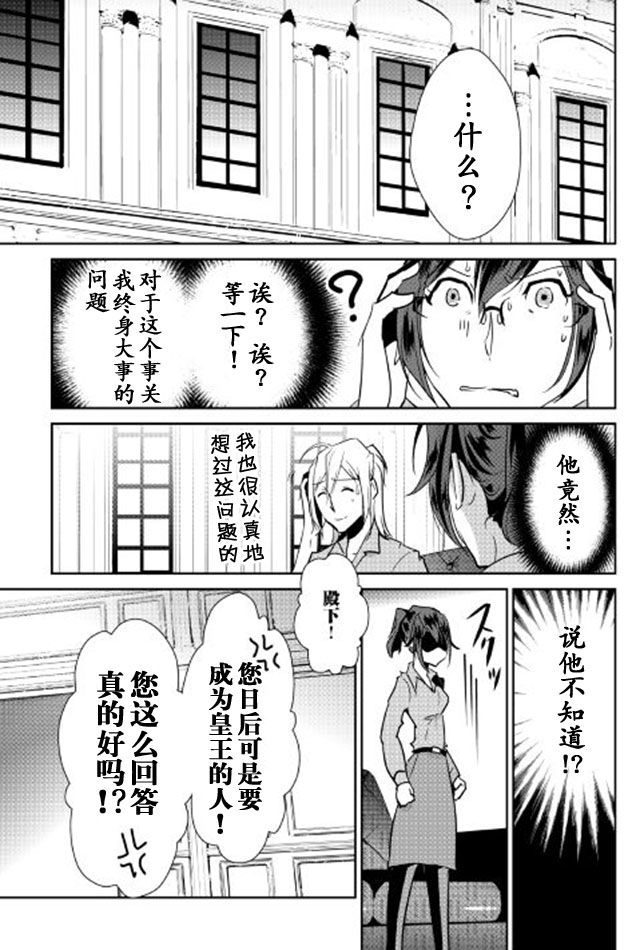 …什么？
诶？诶？
等一下！
对于这个事关
我终身大事的
问题
？
他竟然…
我也很认真地
想过这问题的
说他不知道!?
殿下！
您日后可是要
成为皇王的人！
您这么回答
真的好吗!?